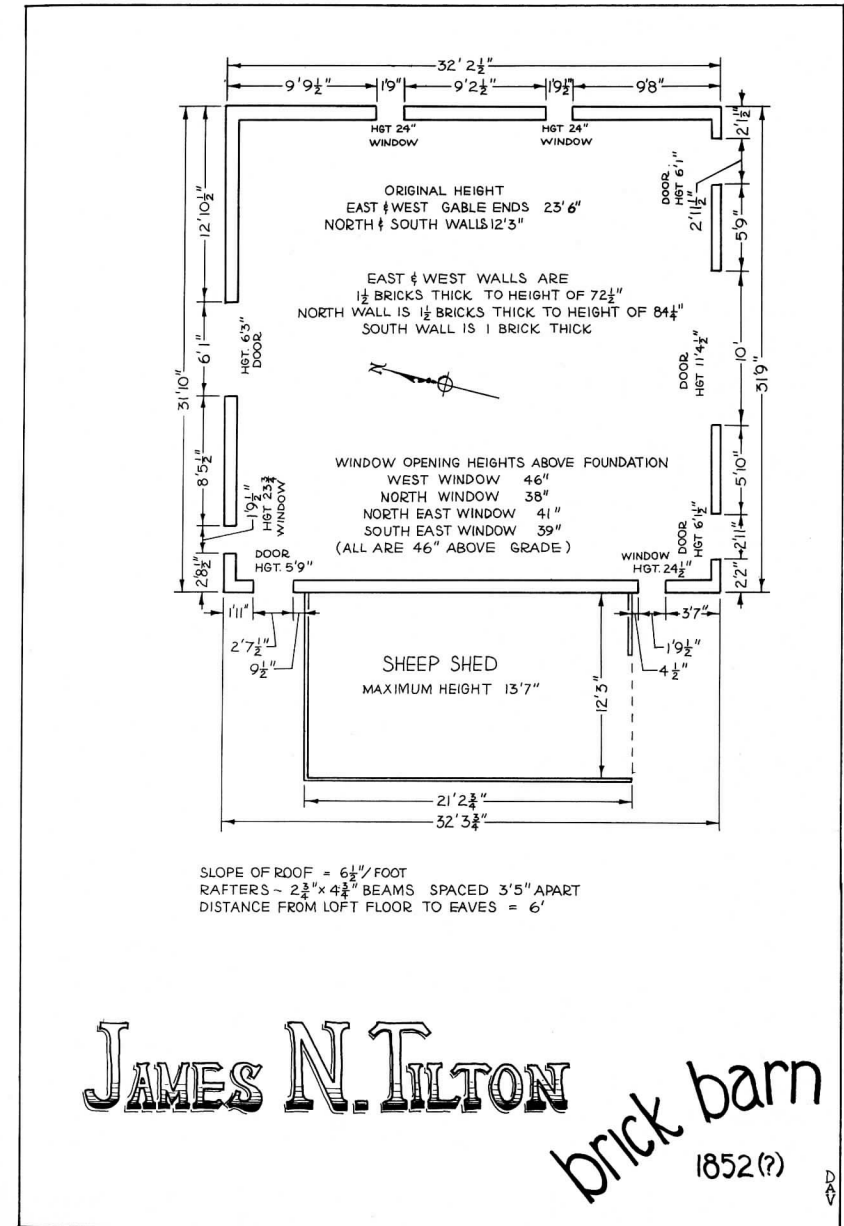 32' 2½"
9' 9½" 1'9" 9'2½" 1'9½" 9'8"
HGT 24"
WINDOW
HGT 24"
WINDOW
2'1½"
DOOR
HGT 6'1"
2'11½"
5'9"
12'10½"
ORIGINAL HEIGHT
EAST & WEST GABLE ENDS 23'6"
NORTH & SOUTH WALLS 12'3"
EAST & WEST WALLS ARE
1½ BRICKS THICK TO HEIGHT OF 72½"
NORTH WALL IS 1½ BRICKS THICK TO HEIGHT OF 84¼"
SOUTH WALL IS 1 BRICK THICK
6'1"
HGT. 6'3"
DOOR
31'10"
N
DOOR
HGT 11'4½"
10'
31'9"
WINDOW OPENING HEIGHTS ABOVE FOUNDATION
WEST WINDOW 46"
NORTH WINDOW 38"
NORTH EAST WINDOW 41"
SOUTH EAST WINDOW 39"
(ALL ARE 46" ABOVE GRADE)
8'5½"
1'9½"
HGT 23¾"
WINDOW
2'8½"
DOOR
HGT. 5'9"
WINDOW
HGT. 24½"
DOOR
HGT 6'1½"
5'10"
2'11"
2'2"
1'11"
2'7½"
9½"
3'7"
1'9½"
4½"
SHEEP SHED
MAXIMUM HEIGHT 13'7"
12'3"
21'2¾"
32'3¾"
SLOPE OF ROOF = 6½"/FOOT
RAFTERS ~ 2¾"x 4¾" BEAMS SPACED 3'5" APART
DISTANCE FROM LOFT FLOOR TO EAVES = 6'
JAMES N. TILTON
brick barn
1852(?)
DAV